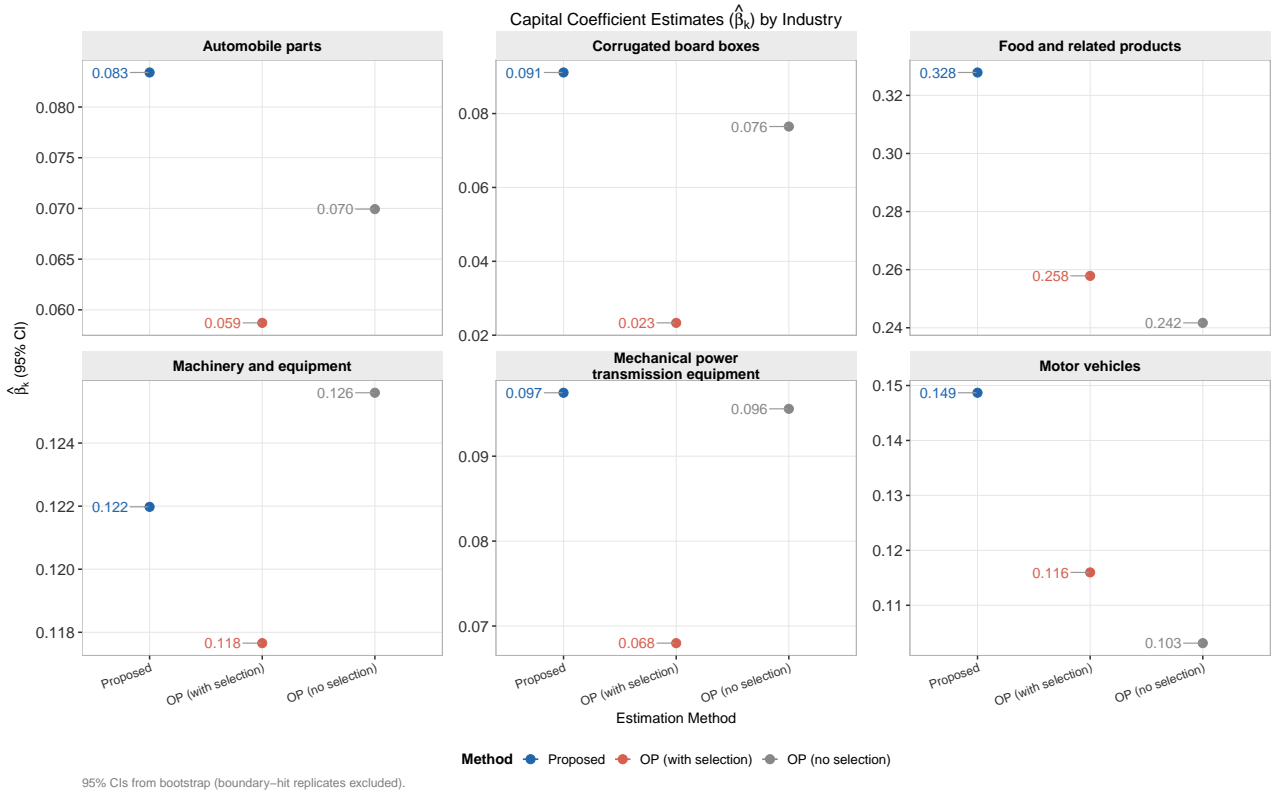 Capital Coefficient Estimates (β̂k) by Industry
Automobile parts
Corrugated board boxes
Food and related products
0.080
0.075
0.070
0.065
0.060
0.083
0.059
0.070
0.08
0.06
0.04
0.02
0.091
0.023
0.076
0.32
0.30
0.28
0.26
0.24
0.328
0.258
0.242
β̂k (95% CI)
Machinery and equipment
Mechanical power
transmission equipment
Motor vehicles
0.124
0.122
0.120
0.118
0.122
0.118
0.126
0.09
0.08
0.07
0.097
0.068
0.096
0.15
0.14
0.13
0.12
0.11
0.149
0.116
0.103
Proposed
OP (with selection)
OP (no selection)
Proposed
OP (with selection)
OP (no selection)
Proposed
OP (with selection)
OP (no selection)
Estimation Method
Method Proposed OP (with selection) OP (no selection)
95% CIs from bootstrap (boundary−hit replicates excluded).